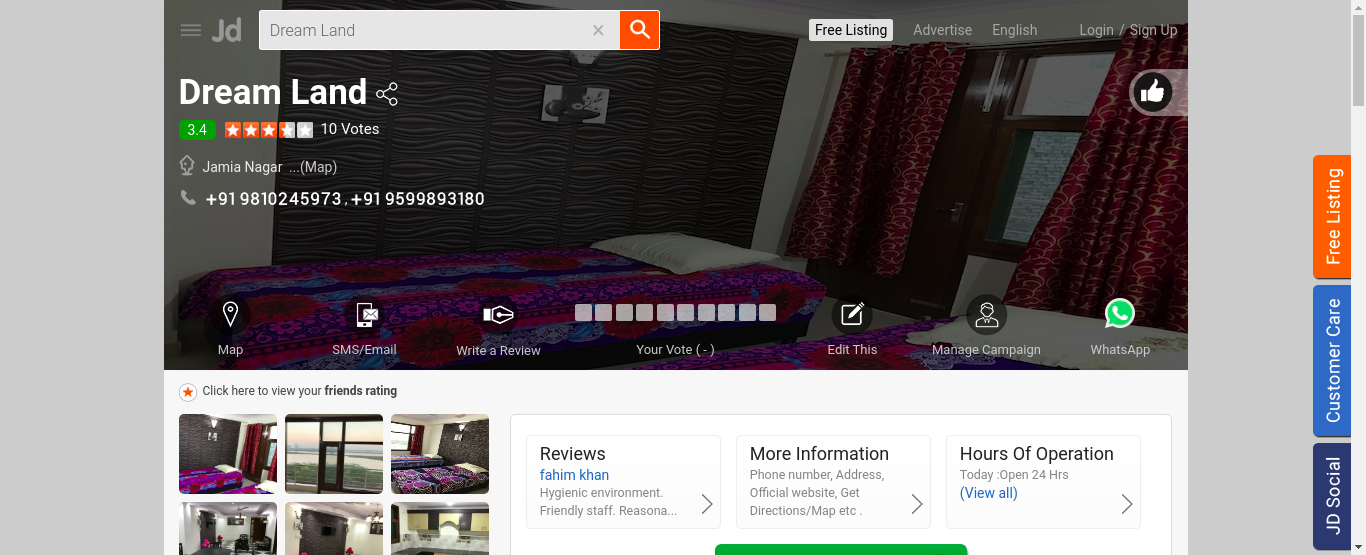 Jd
Dream Land
Free Listing
Advertise
English
Login / Sign Up
Dream Land
3.4
10 Votes
Jamia Nagar ...(Map)
+91 9810245973 , +91 9599893180
Map
SMS/Email
Write a Review
Your Vote ( - )
Edit This
Manage Campaign
WhatsApp
Free Listing
Customer Care
JD Social
Click here to view your friends rating
Reviews
fahim khan
Hygienic environment.
Friendly staff. Reasona...
More Information
Phone number, Address,
Official website, Get
Directions/Map etc .
Hours Of Operation
Today :Open 24 Hrs
(View all)